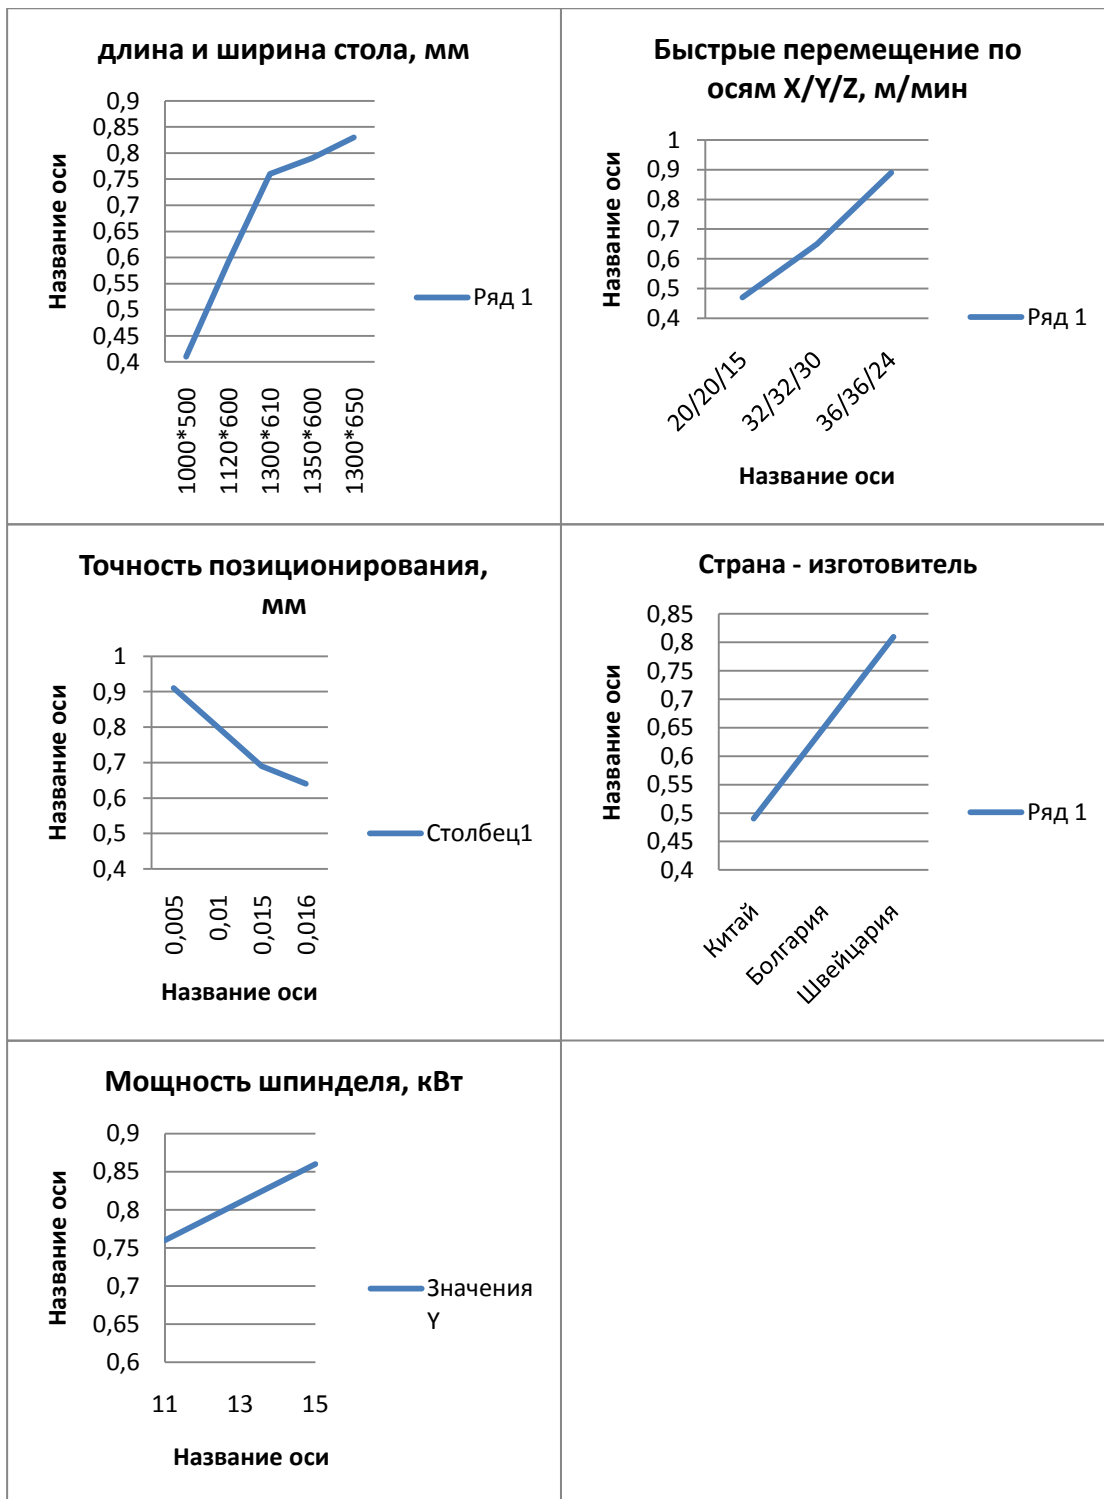 длина и ширина стола, мм
Название оси
0,9
0,85
0,8
0,75
0,7
0,65
0,6
0,55
0,5
0,45
0,4
1000*500
1120*600
1300*610
1350*600
1300*650
Ряд 1
Быстрые перемещение по
осям X/Y/Z, м/мин
Название оси
1
0,9
0,8
0,7
0,6
0,5
0,4
20/20/15
32/32/30
36/36/24
Название оси
Ряд 1
Точность позиционирования,
мм
Название оси
1
0,9
0,8
0,7
0,6
0,5
0,4
0,005
0,01
0,015
0,016
Название оси
Столбец1
Страна - изготовитель
Название оси
0,85
0,8
0,75
0,7
0,65
0,6
0,55
0,5
0,45
0,4
Китай
Болгария
Швейцария
Ряд 1
Мощность шпинделя, кВт
Название оси
0,9
0,85
0,8
0,75
0,7
0,65
0,6
11 13 15
Название оси
Значения
Y